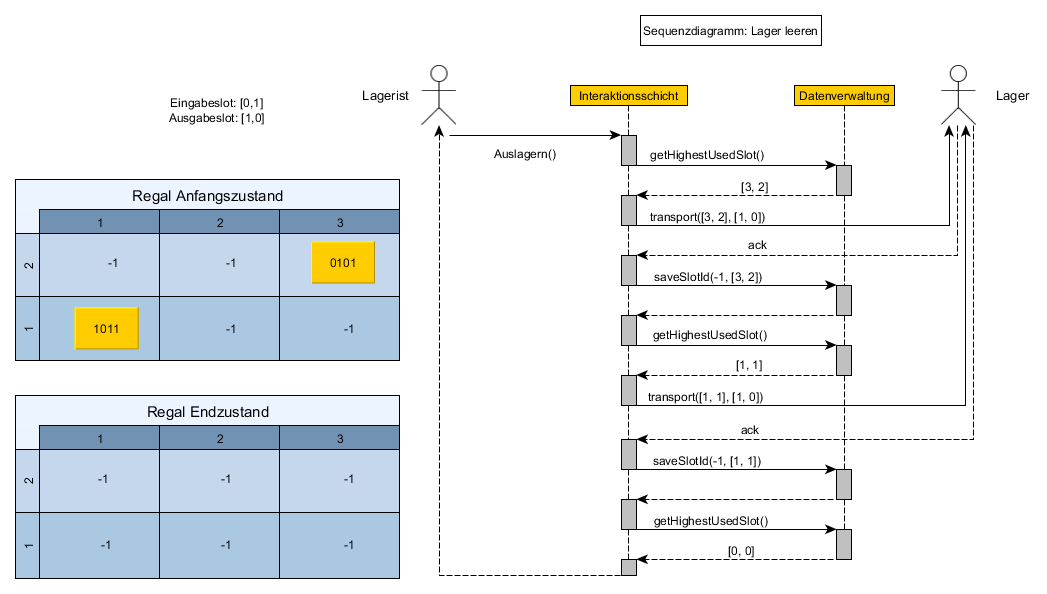 Sequenzdiagramm: Lager leeren
Eingabeslot: [0,1]
Ausgabeslot: [1,0]
Regal Anfangszustand
1 2 3
2 -1 -1 0101
1 1011 -1 -1
Regal Endzustand
1 2 3
2 -1 -1 -1
1 -1 -1 -1
Lagerist
Interaktionsschicht
Datenverwaltung
Lager
Auslagern()
getHighestUsedSlot()
[3, 2]
transport([3, 2], [1, 0])
ack
saveSlotId(-1, [3, 2])
getHighestUsedSlot()
[1, 1]
transport([1, 1], [1, 0])
ack
saveSlotId(-1, [1, 1])
getHighestUsedSlot()
[0, 0]